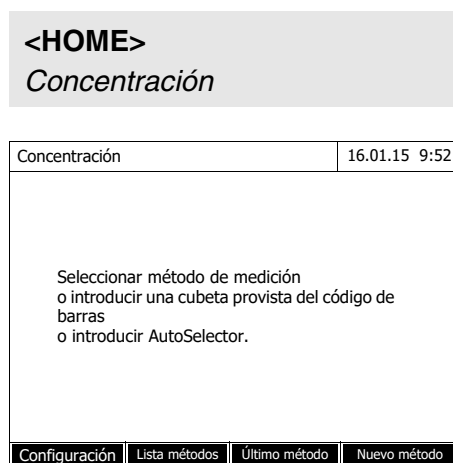 <HOME>
Concentración
Concentración
16.01.15 9:52
Seleccionar método de medición
o introducir una cubeta provista del código de
barras
o introducir AutoSelector.
Configuración
Lista métodos
Último método
Nuevo método